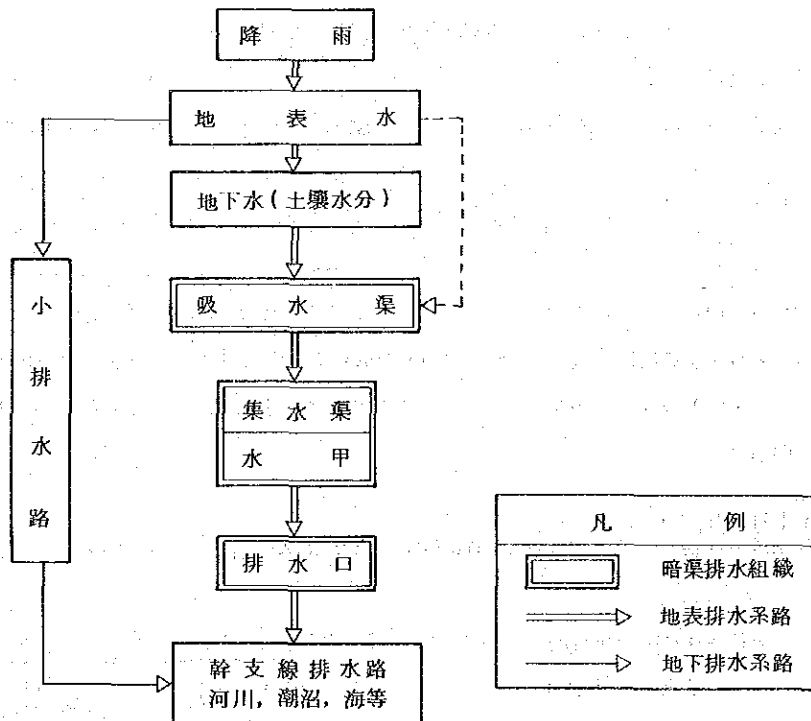 降雨
地表水
地下水(土壤水分)
吸水渠
小排水路
集水渠
水甲
排水口
幹支線排水路
河川,潮沼,海等
凡例
暗渠排水組織
地表排水系路
地下排水系路